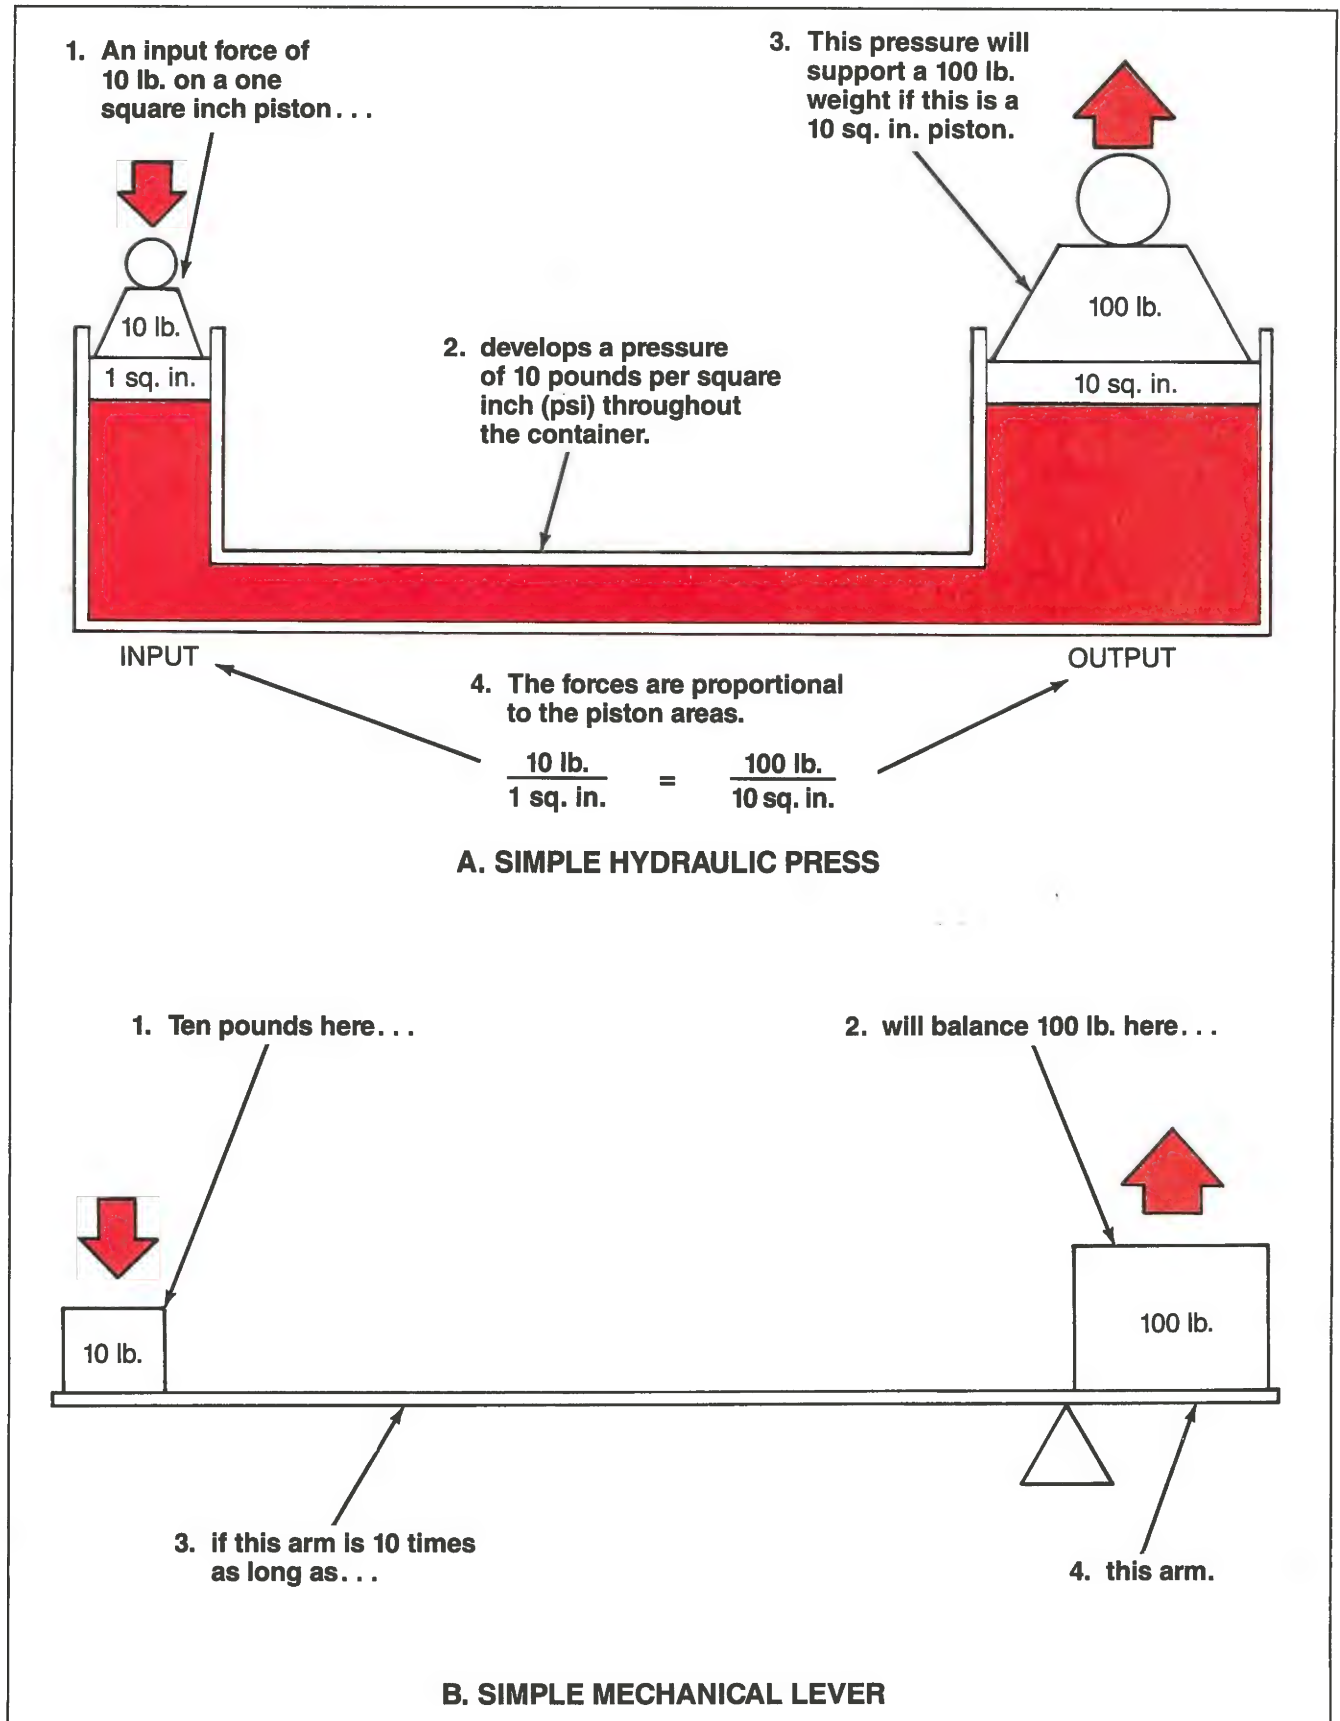 1. An input force of
10 lb. on a one
square inch piston...
3. This pressure will
support a 100 lb.
weight if this is a
10 sq. in. piston.
10 lb.
1 sq. in.
100 lb.
10 sq. in.
2. develops a pressure
of 10 pounds per square
inch (psi) throughout
the container.
INPUT
OUTPUT
4. The forces are proportional
to the piston areas.
10 lb. = 100 lb.
1 sq. in. 10 sq. in.
A. SIMPLE HYDRAULIC PRESS
1. Ten pounds here...
2. will balance 100 lb. here...
10 lb.
100 lb.
3. if this arm is 10 times
as long as...
4. this arm.
B. SIMPLE MECHANICAL LEVER